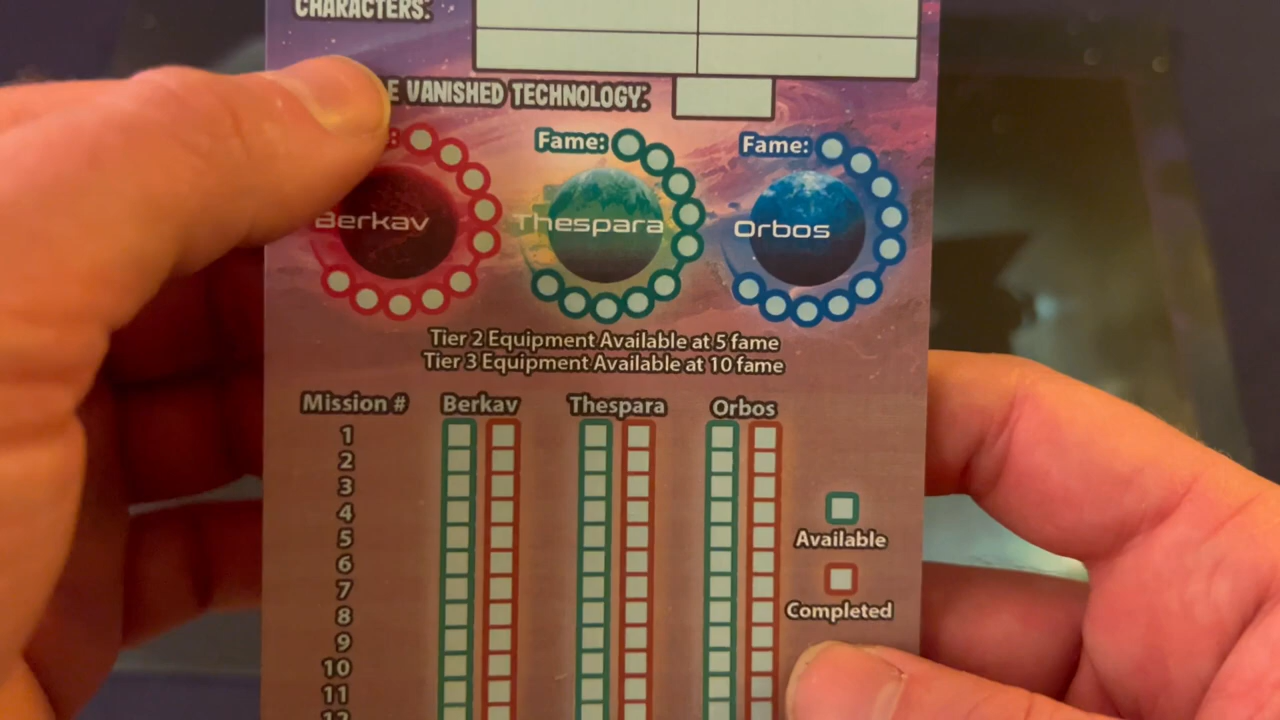 CHARACTERS:
VANISHED TECHNOLOGY:
Fame: Fame:
Berkav Thespara Orbos
Tier 2 Equipment Available at 5 fame
Tier 3 Equipment Available at 10 fame
Mission # Berkav Thespara Orbos
1
2
3
4
5
6
7
8
9
10
11
12
Available
Completed